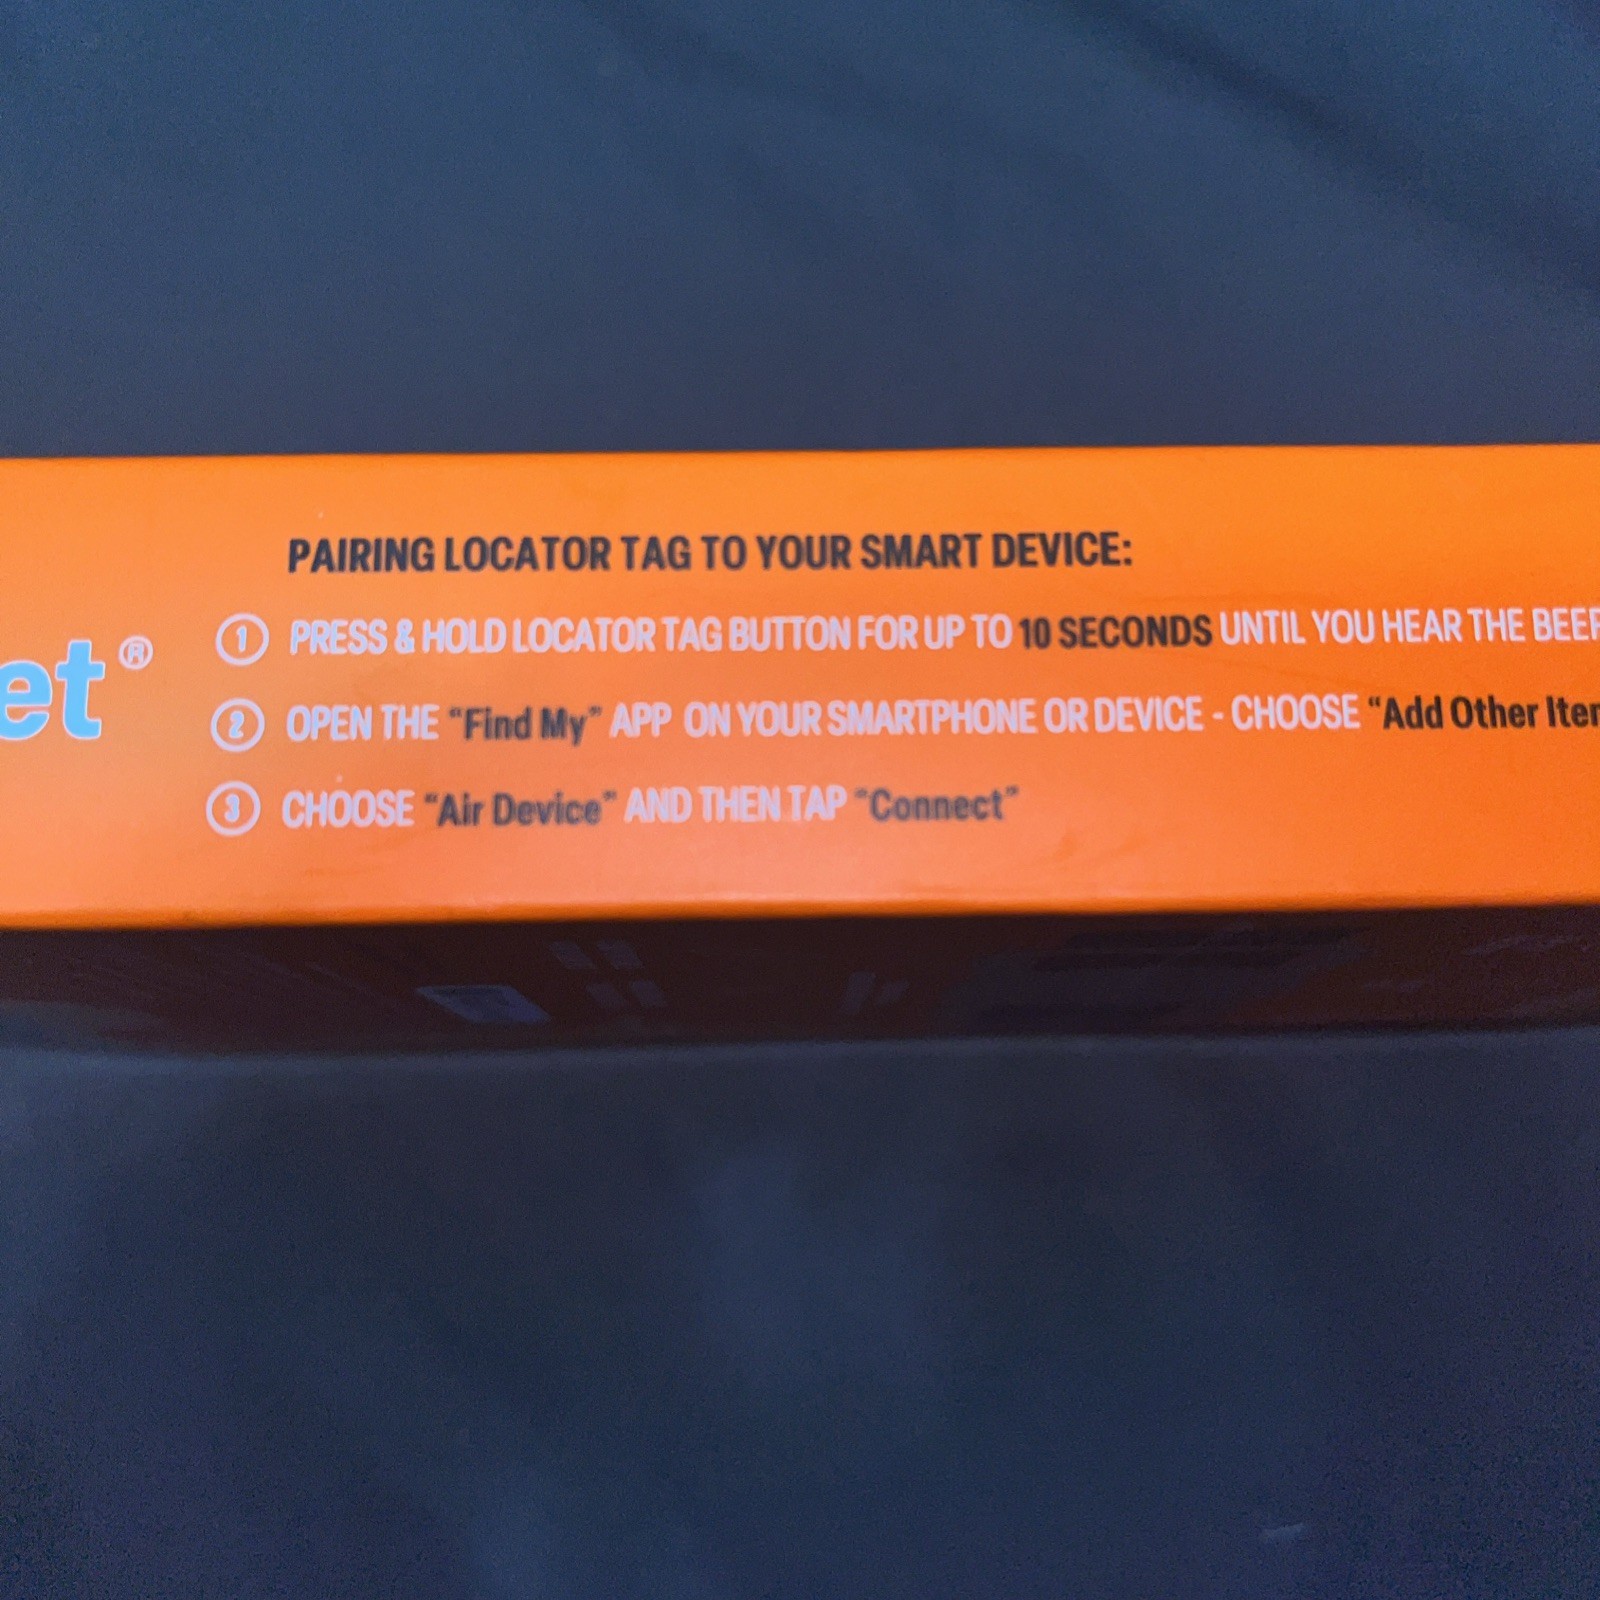 et®
PAIRING LOCATOR TAG TO YOUR SMART DEVICE:
1 PRESS & HOLD LOCATOR TAG BUTTON FOR UP TO 10 SECONDS UNTIL YOU HEAR THE BEEP
2 OPEN THE “Find My” APP ON YOUR SMARTPHONE OR DEVICE - CHOOSE “Add Other Item
3 CHOOSE “Air Device” AND THEN TAP “Connect”